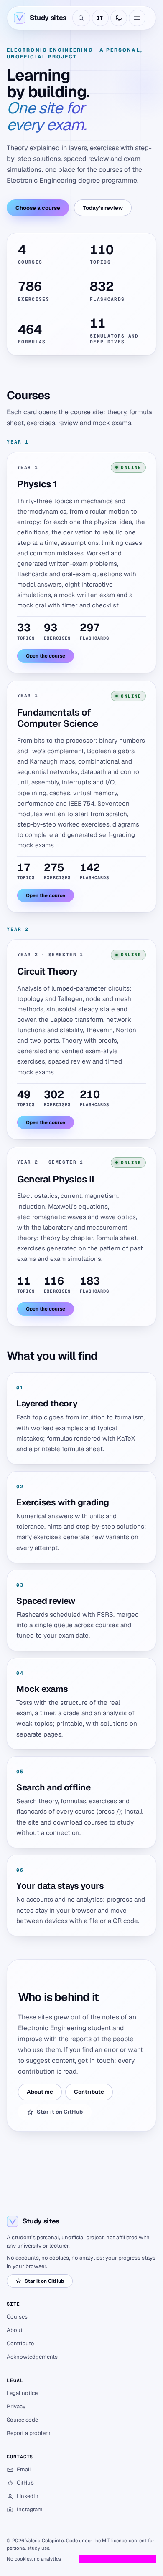 Study sites
IT
ELECTRONIC ENGINEERING · A PERSONAL,
UNOFFICIAL PROJECT
Learning
by building.
One site for
every exam.
Theory explained in layers, exercises with step-
by-step solutions, spaced review and exam
simulations: one place for the courses of the
Electronic Engineering degree programme.
Choose a course
Today's review
4
COURSES
110
TOPICS
786
EXERCISES
832
FLASHCARDS
464
FORMULAS
11
SIMULATORS AND
DEEP DIVES
Courses
Each card opens the course site: theory, formula
sheet, exercises, review and mock exams.
YEAR 1
YEAR 1
ONLINE
Physics 1
Thirty-three topics in mechanics and
thermodynamics, from circular motion to
entropy: for each one the physical idea, the
definitions, the derivation to rebuild one
step at a time, assumptions, limiting cases
and common mistakes. Worked and
generated written-exam problems,
flashcards and oral-exam questions with
model answers, eight interactive
simulations, a mock written exam and a
mock oral with timer and checklist.
33
TOPICS
93
EXERCISES
297
FLASHCARDS
Open the course
YEAR 1
ONLINE
Fundamentals of
Computer Science
From bits to the processor: binary numbers
and two's complement, Boolean algebra
and Karnaugh maps, combinational and
sequential networks, datapath and control
unit, assembly, interrupts and I/O,
pipelining, caches, virtual memory,
performance and IEEE 754. Seventeen
modules written to start from scratch,
step-by-step worked exercises, diagrams
to complete and generated self-grading
mock exams.
17
TOPICS
275
EXERCISES
142
FLASHCARDS
Open the course
YEAR 2
YEAR 2 · SEMESTER 1
ONLINE
Circuit Theory
Analysis of lumped-parameter circuits:
topology and Tellegen, node and mesh
methods, sinusoidal steady state and
power, the Laplace transform, network
functions and stability, Thévenin, Norton
and two-ports. Theory with proofs,
generated and verified exam-style
exercises, spaced review and timed
mock exams.
49
TOPICS
302
EXERCISES
210
FLASHCARDS
Open the course
YEAR 2 · SEMESTER 1
ONLINE
General Physics II
Electrostatics, current, magnetism,
induction, Maxwell's equations,
electromagnetic waves and wave optics,
with the laboratory and measurement
theory: theory by chapter, formula sheet,
exercises generated on the pattern of past
exams and exam simulations.
11
TOPICS
116
EXERCISES
183
FLASHCARDS
Open the course
What you will find
01
Layered theory
Each topic goes from intuition to formalism,
with worked examples and typical
mistakes; formulas rendered with KaTeX
and a printable formula sheet.
02
Exercises with grading
Numerical answers with units and
tolerance, hints and step-by-step solutions;
many exercises generate new variants on
every attempt.
03
Spaced review
Flashcards scheduled with FSRS, merged
into a single queue across courses and
tuned to your exam date.
04
Mock exams
Tests with the structure of the real
exam, a timer, a grade and an analysis of
weak topics; printable, with solutions on
separate pages.
05
Search and offline
Search theory, formulas, exercises and
flashcards of every course (press /); install
the site and download courses to study
without a connection.
06
Your data stays yours
No accounts and no analytics: progress and
notes stay in your browser and move
between devices with a file or a QR code.
Who is behind it
These sites grew out of the notes of an
Electronic Engineering student and
improve with the reports of the people
who use them. If you find an error or want
to suggest content, get in touch: every
contribution is read.
About me
Contribute
Star it on GitHub
Study sites
A student's personal, unofficial project, not affiliated with
any university or lecturer.
No accounts, no cookies, no analytics: your progress stays
in your browser.
Star it on GitHub
SITE
Courses
About
Contribute
Acknowledgements
LEGAL
Legal notice
Privacy
Source code
Report a problem
CONTACTS
Email
GitHub
LinkedIn
Instagram
© 2026 Valerio Colapinto. Code under the MIT licence, content for
personal study use.
No cookies, no analytics